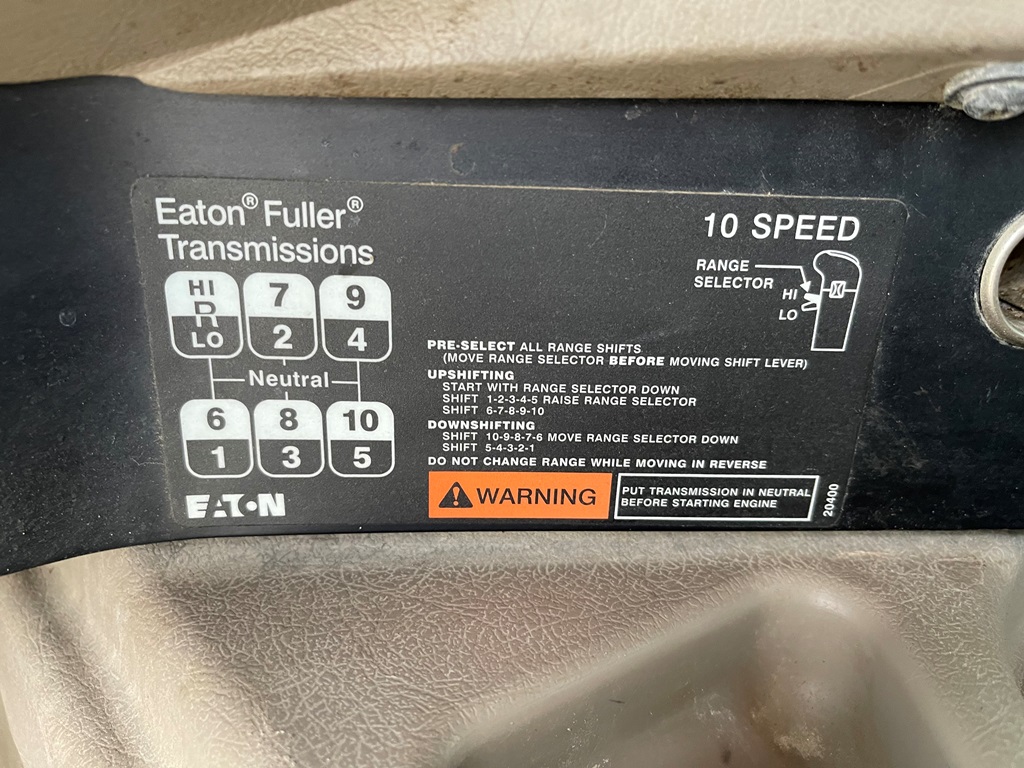 Eaton® Fuller®
Transmissions
10 SPEED
RANGE
SELECTOR
HI
LO
HI
R
LO
7
2
9
4
Neutral
6
1
8
3
10
5
PRE-SELECT ALL RANGE SHIFTS
(MOVE RANGE SELECTOR BEFORE MOVING SHIFT LEVER)
UPSHIFTING
START WITH RANGE SELECTOR DOWN
SHIFT 1-2-3-4-5 RAISE RANGE SELECTOR
SHIFT 6-7-8-9-10
DOWNSHIFTING
SHIFT 10-9-8-7-6 MOVE RANGE SELECTOR DOWN
SHIFT 5-4-3-2-1
DO NOT CHANGE RANGE WHILE MOVING IN REVERSE
EATON
WARNING
PUT TRANSMISSION IN NEUTRAL
BEFORE STARTING ENGINE
20400